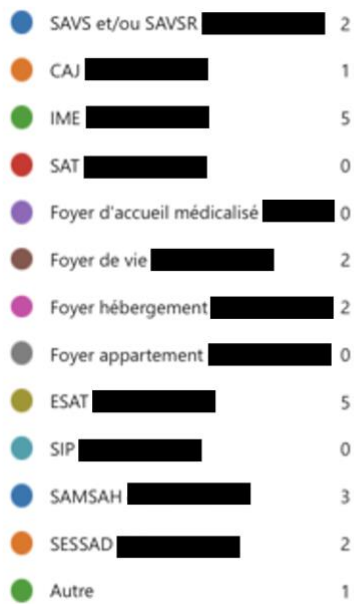 SAVS et/ou SAVSR 2
CAJ 1
IME 5
SAT 0
Foyer d'accueil médicalisé 0
Foyer de vie 2
Foyer hébergement 2
Foyer appartement 0
ESAT 5
SIP 0
SAMSAH 3
SESSAD 2
Autre 1